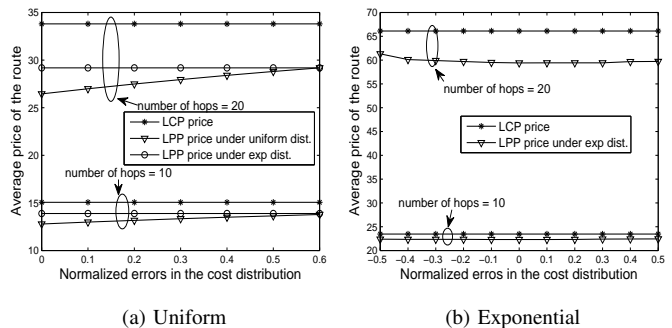 35
30
25
20
15
10
Average price of the route
number of hops = 20
LCP price
LPP price under uniform dist.
LPP price under exp dist.
number of hops = 10
0 0.1 0.2 0.3 0.4 0.5 0.6
Normalized errors in the cost distribution
(a) Uniform
70
65
60
55
50
45
40
35
30
25
20
Average price of the route
number of hops = 20
LCP price
LPP price under exp dist.
number of hops = 10
−0.5 −0.4 −0.3 −0.2 −0.1 0 0.1 0.2 0.3 0.4 0.5
Normalized errors in the cost distribution
(b) Exponential